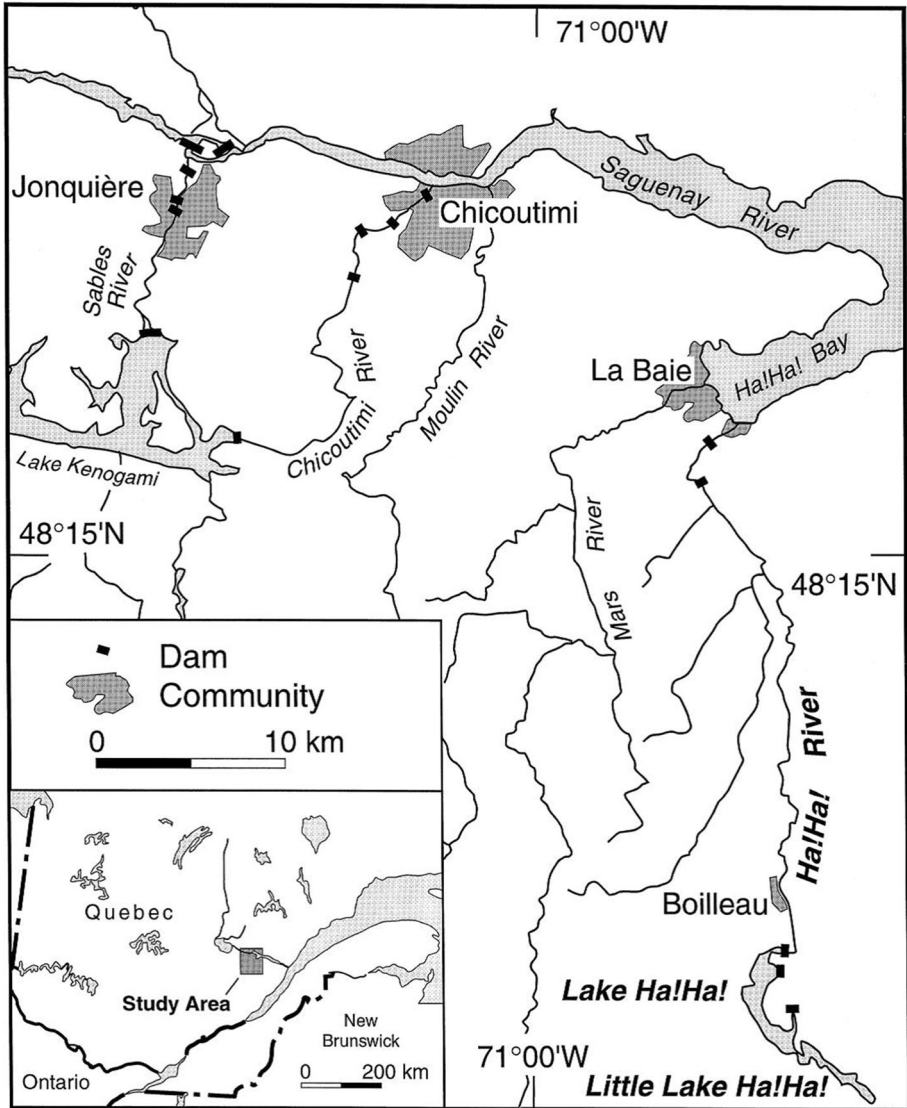 71°00'W
Jonquière
Chicoutimi
Saguenay River
Sables River
La Baie
Ha!Ha! Bay
Chicoutimi River
Moulin River
Lake Kenogami
48°15'N
Mars River
48°15'N
Dam
Community
0 10 km
Ha!Ha! River
Boilleau
Quebec
Study Area
Lake Ha!Ha!
New
Brunswick
Ontario
0 200 km
71°00'W
Little Lake Ha!Ha!